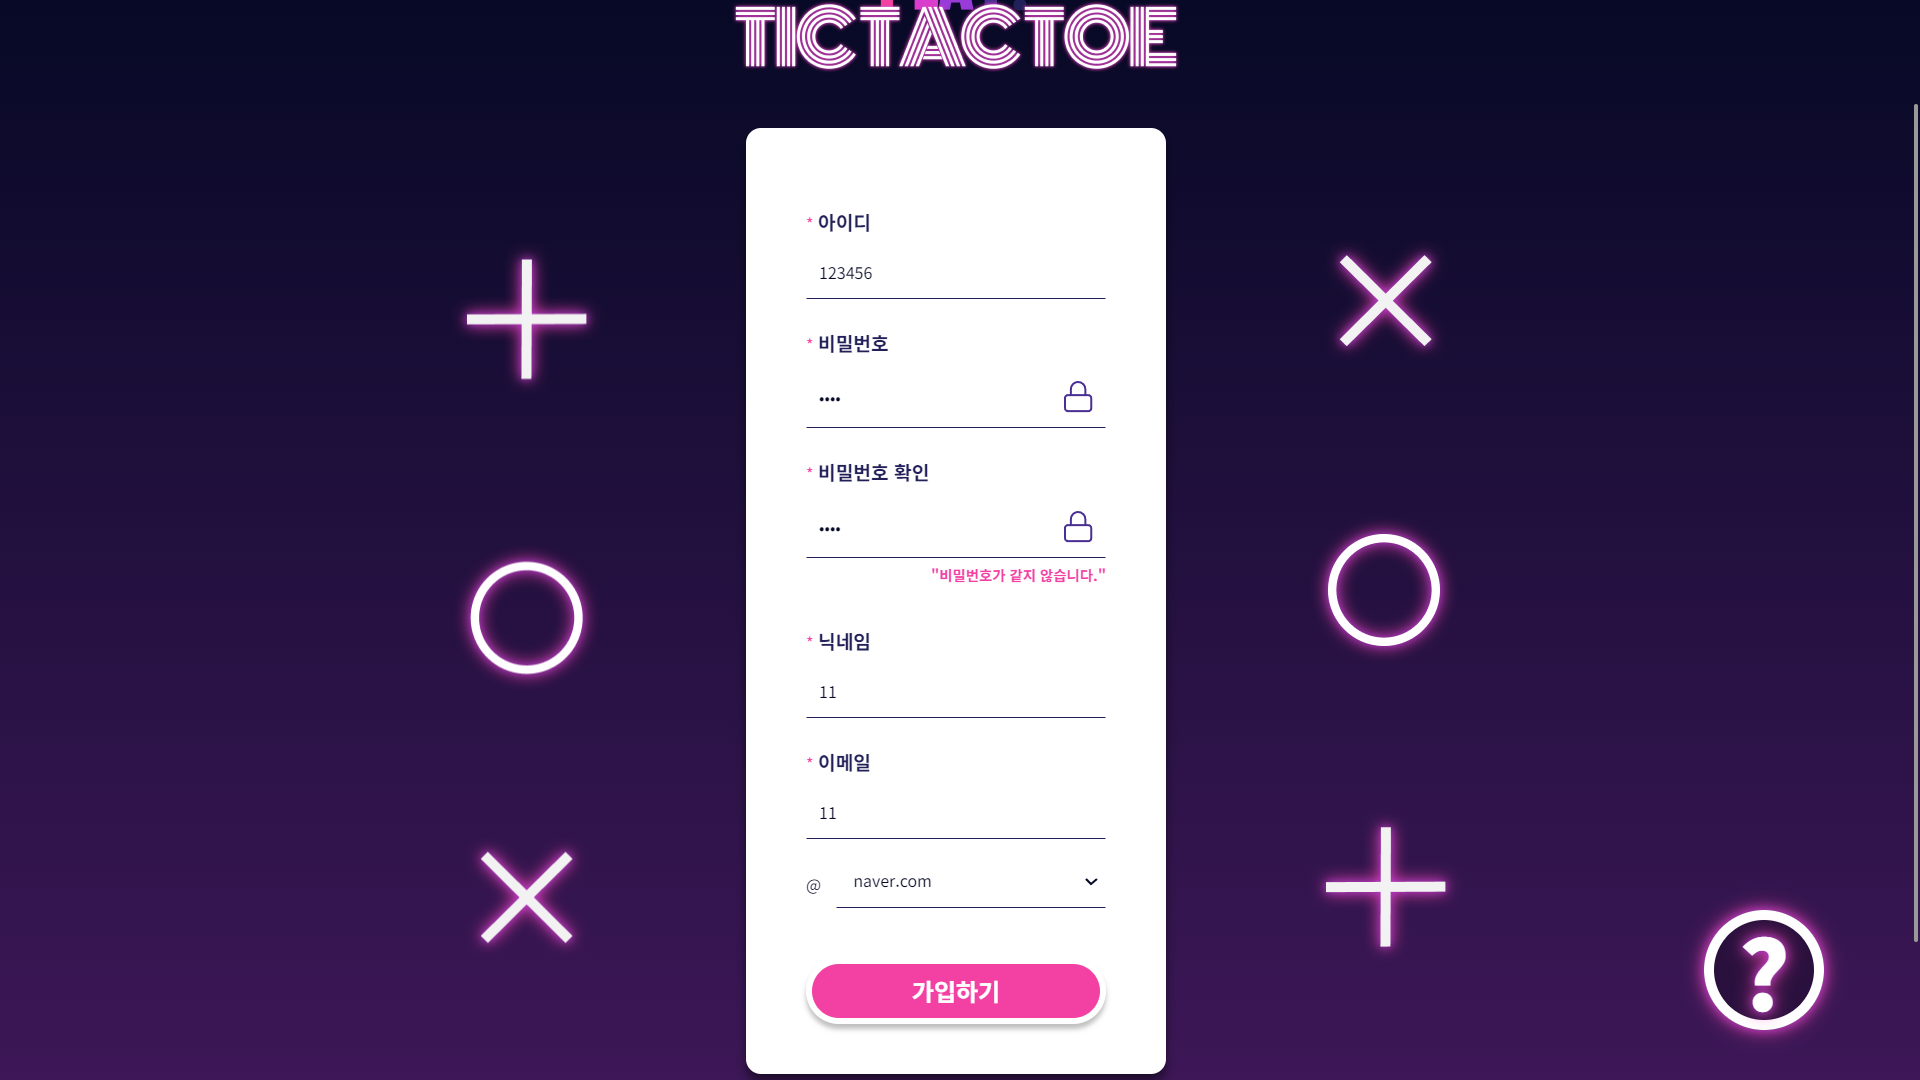 TICTACTOE
* 아이디
123456
* 비밀번호
••••
* 비밀번호 확인
••••
"비밀번호가 같지 않습니다."
* 닉네임
11
* 이메일
11
@ naver.com
가입하기
?